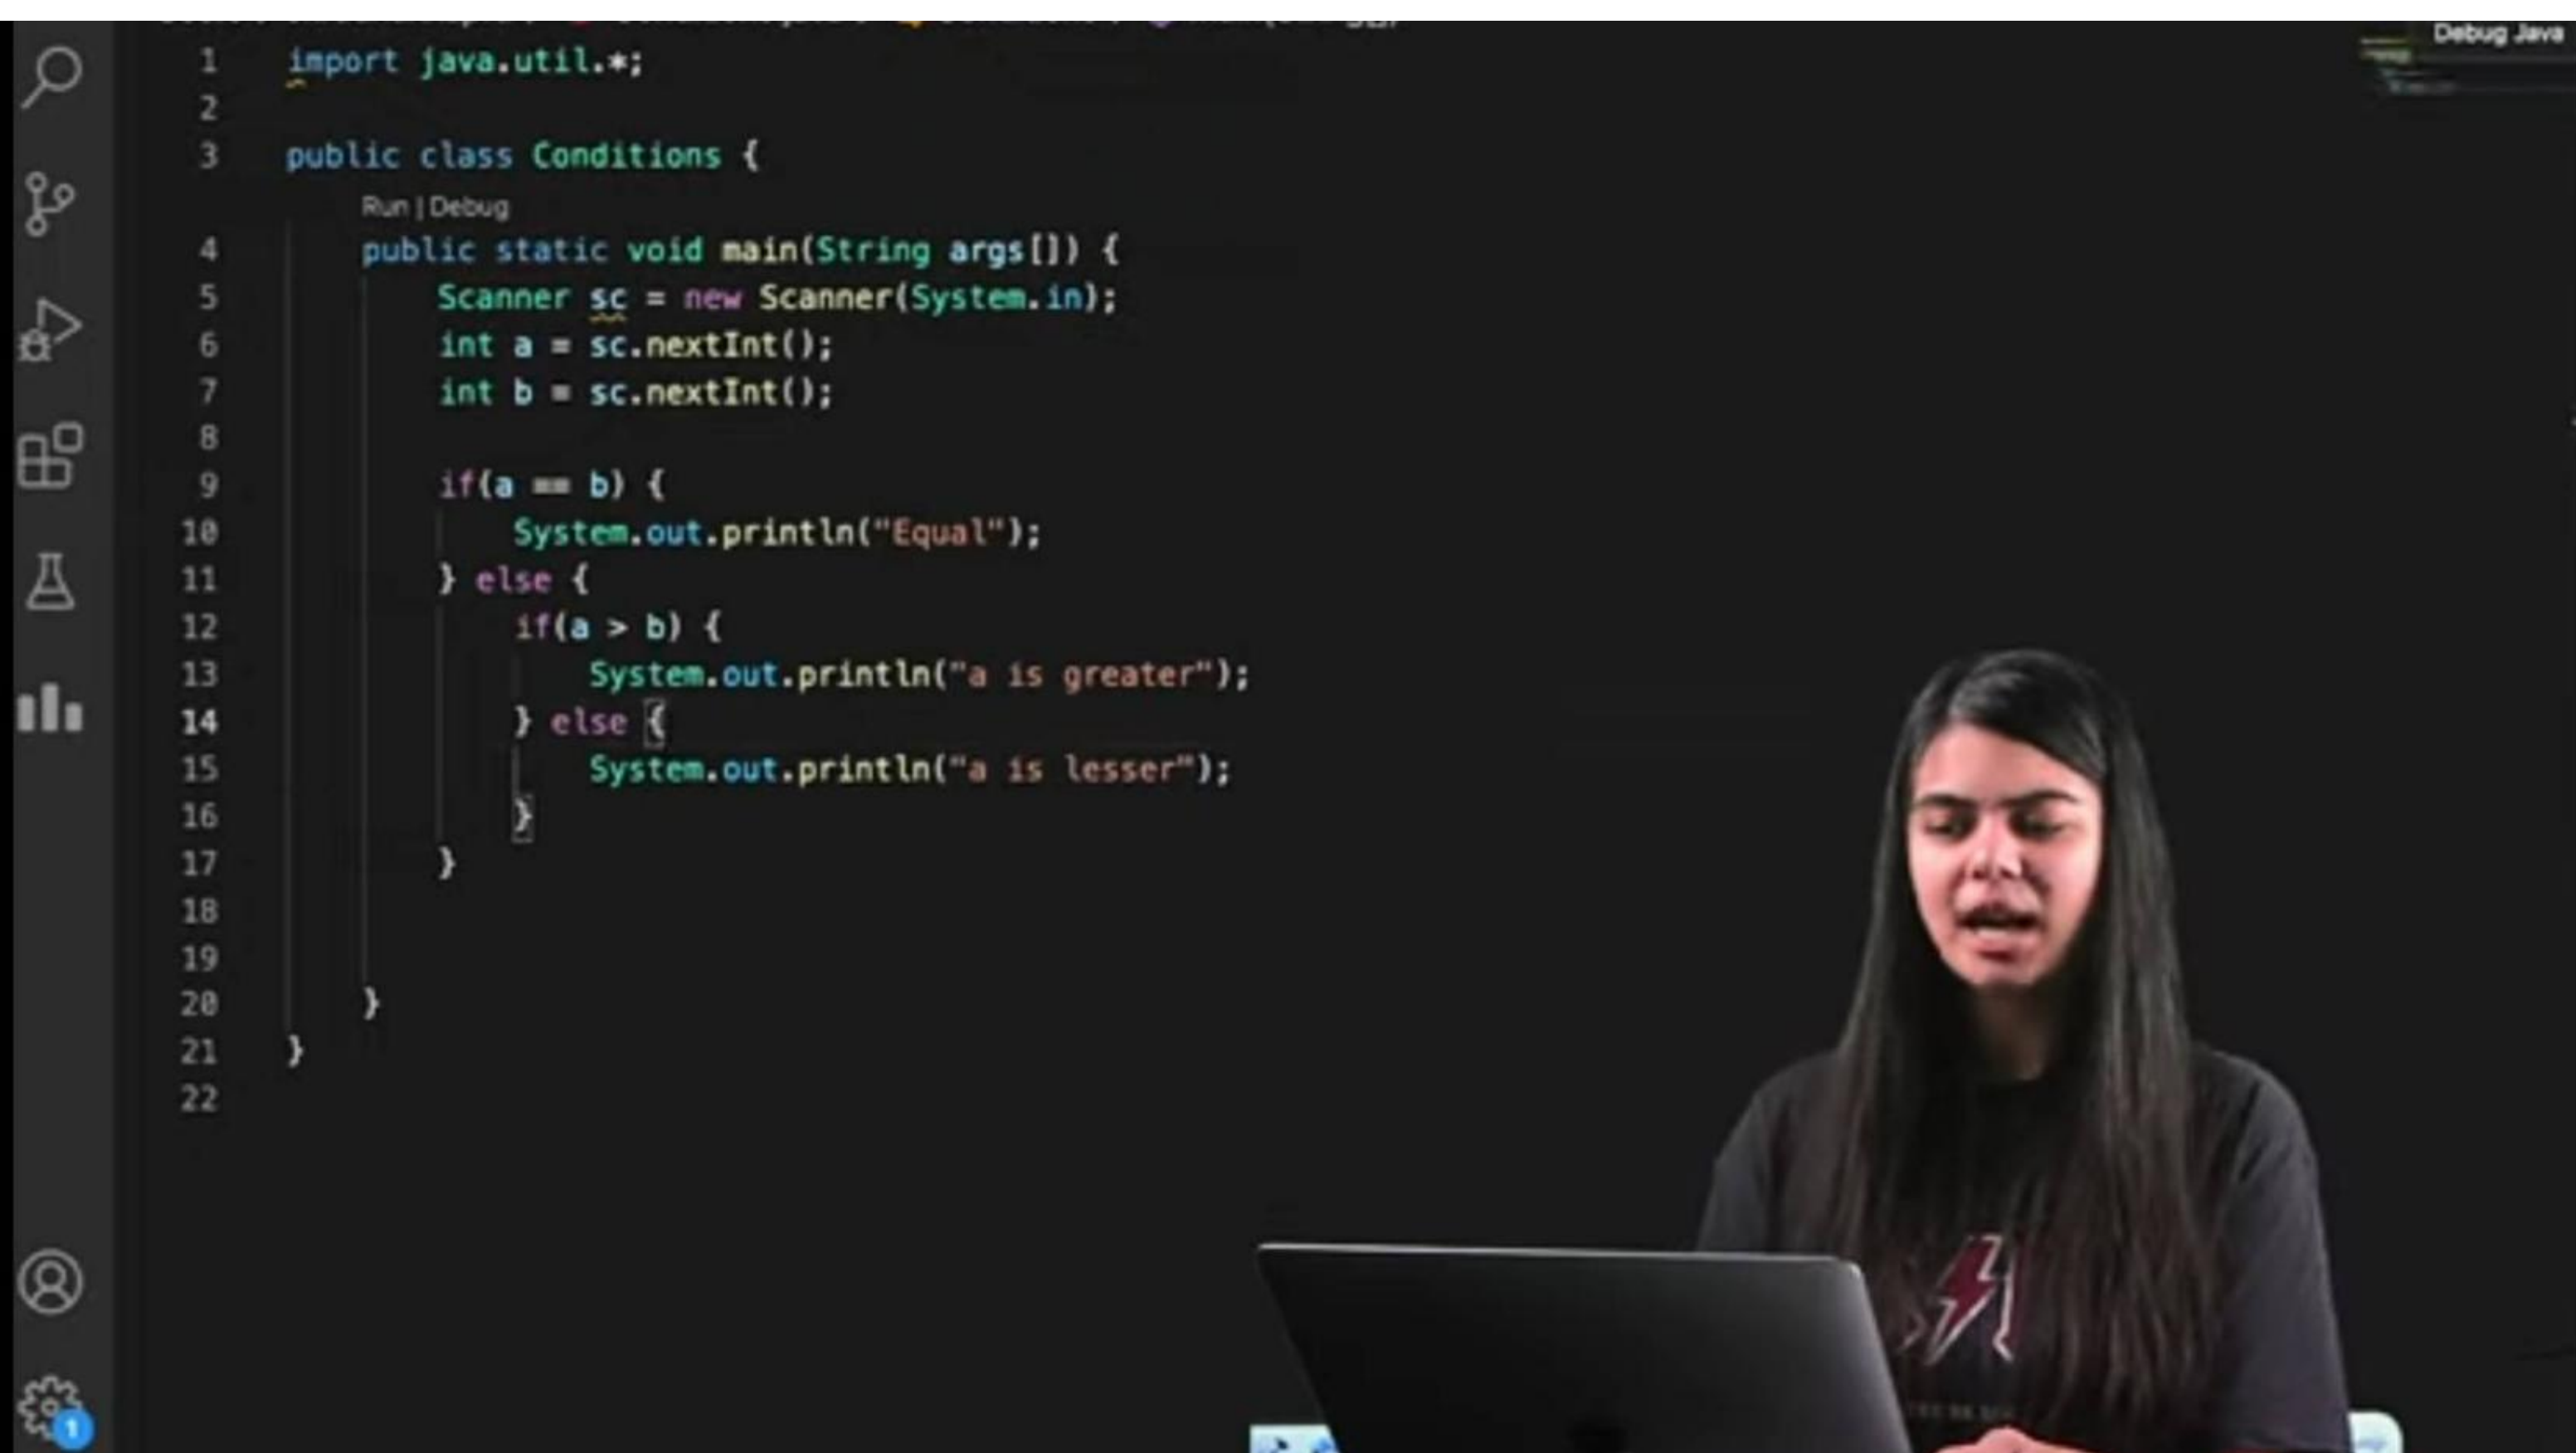 Debug Java
1 import java.util.*;
2
3 public class Conditions {
Run | Debug
4 public static void main(String args[]) {
5 Scanner sc = new Scanner(System.in);
6 int a = sc.nextInt();
7 int b = sc.nextInt();
8
9 if(a == b) {
10 System.out.println("Equal");
11 } else {
12 if(a > b) {
13 System.out.println("a is greater");
14 } else {
15 System.out.println("a is lesser");
16 }
17 }
18
19
20 }
21 }
22
1